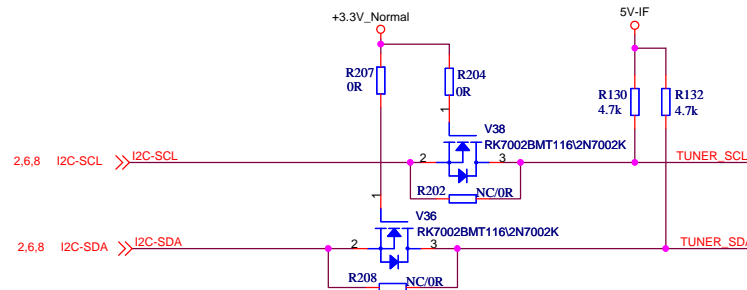 +3.3V_Normal
5V-IF
R207
0R
R204
0R
R130
4.7k
R132
4.7k
1
V38
RK7002BMT116\2N7002K
2,6,8 I2C-SCL
I2C-SCL
2
3
TUNER_SCL
R202
NC/0R
1
V36
RK7002BMT116\2N7002K
2,6,8 I2C-SDA
I2C-SDA
2
3
TUNER_SDA
R208
NC/0R